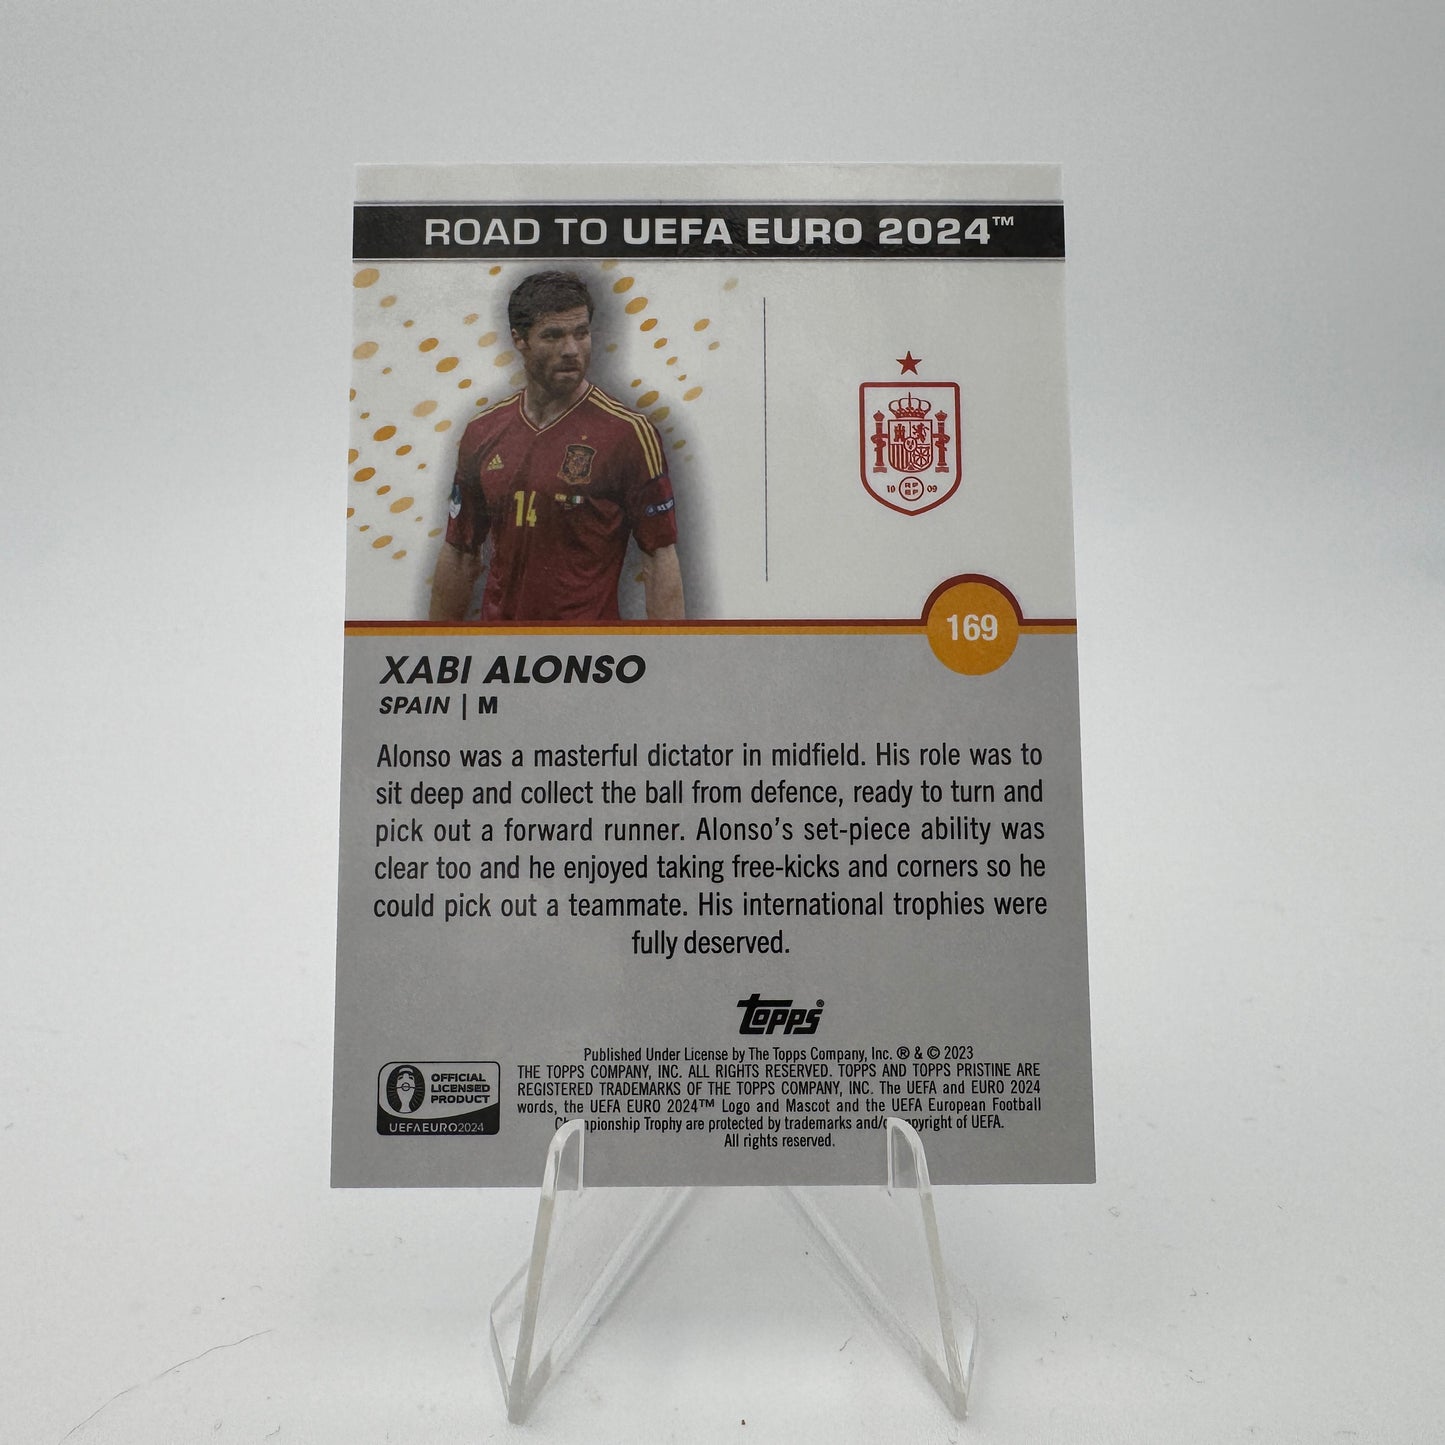 ROAD TO UEFA EURO 2024™
14
19 09
169
XABI ALONSO
SPAIN | M
Alonso was a masterful dictator in midfield. His role was to
sit deep and collect the ball from defence, ready to turn and
pick out a forward runner. Alonso's set-piece ability was
clear too and he enjoyed taking free-kicks and corners so he
could pick out a teammate. His international trophies were
fully deserved.
topps®
Published Under License by The Topps Company, Inc. ® & © 2023
THE TOPPS COMPANY, INC. ALL RIGHTS RESERVED. TOPPS AND TOPPS PRISTINE ARE
REGISTERED TRADEMARKS OF THE TOPPS COMPANY, INC. The UEFA and EURO 2024
words, the UEFA EURO 2024™ Logo and Mascot and the UEFA European Football
Championship Trophy are protected by trademarks and/or copyright of UEFA.
All rights reserved.
OFFICIAL
LICENSED
PRODUCT
UEFAEURO2024